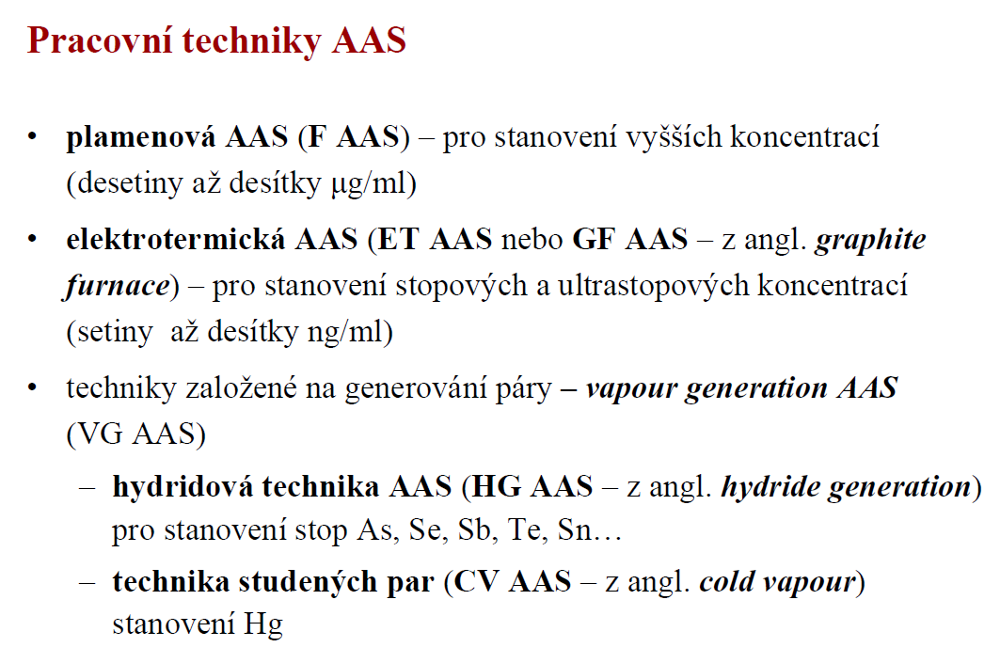 Pracovní techniky AAS
• plamenová AAS (F AAS) – pro stanovení vyšších koncentrací
(desetiny až desítky μg/ml)
• elektrotermická AAS (ET AAS nebo GF AAS – z angl. graphite
furnace) – pro stanovení stopových a ultrastopových koncentrací
(setiny až desítky ng/ml)
• techniky založené na generování páry – vapour generation AAS
(VG AAS)
– hydridová technika AAS (HG AAS – z angl. hydride generation)
pro stanovení stop As, Se, Sb, Te, Sn…
– technika studených par (CV AAS – z angl. cold vapour)
stanovení Hg